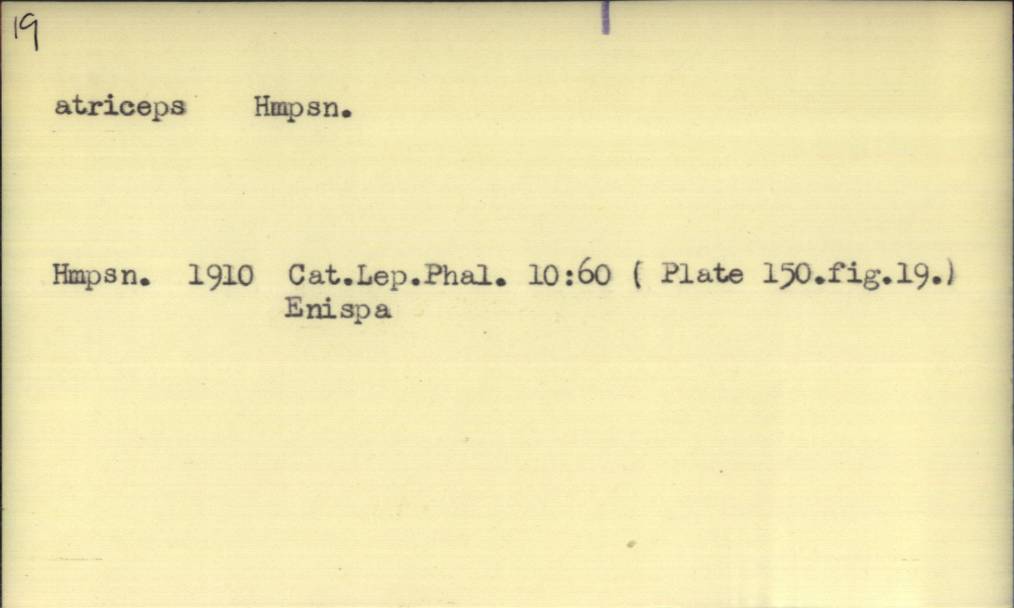 19
atriceps Hmpsn.
Hmpsn. 1910 Cat.Lep.Phal. 10:60 ( Plate 150.fig.19.)
Enispa